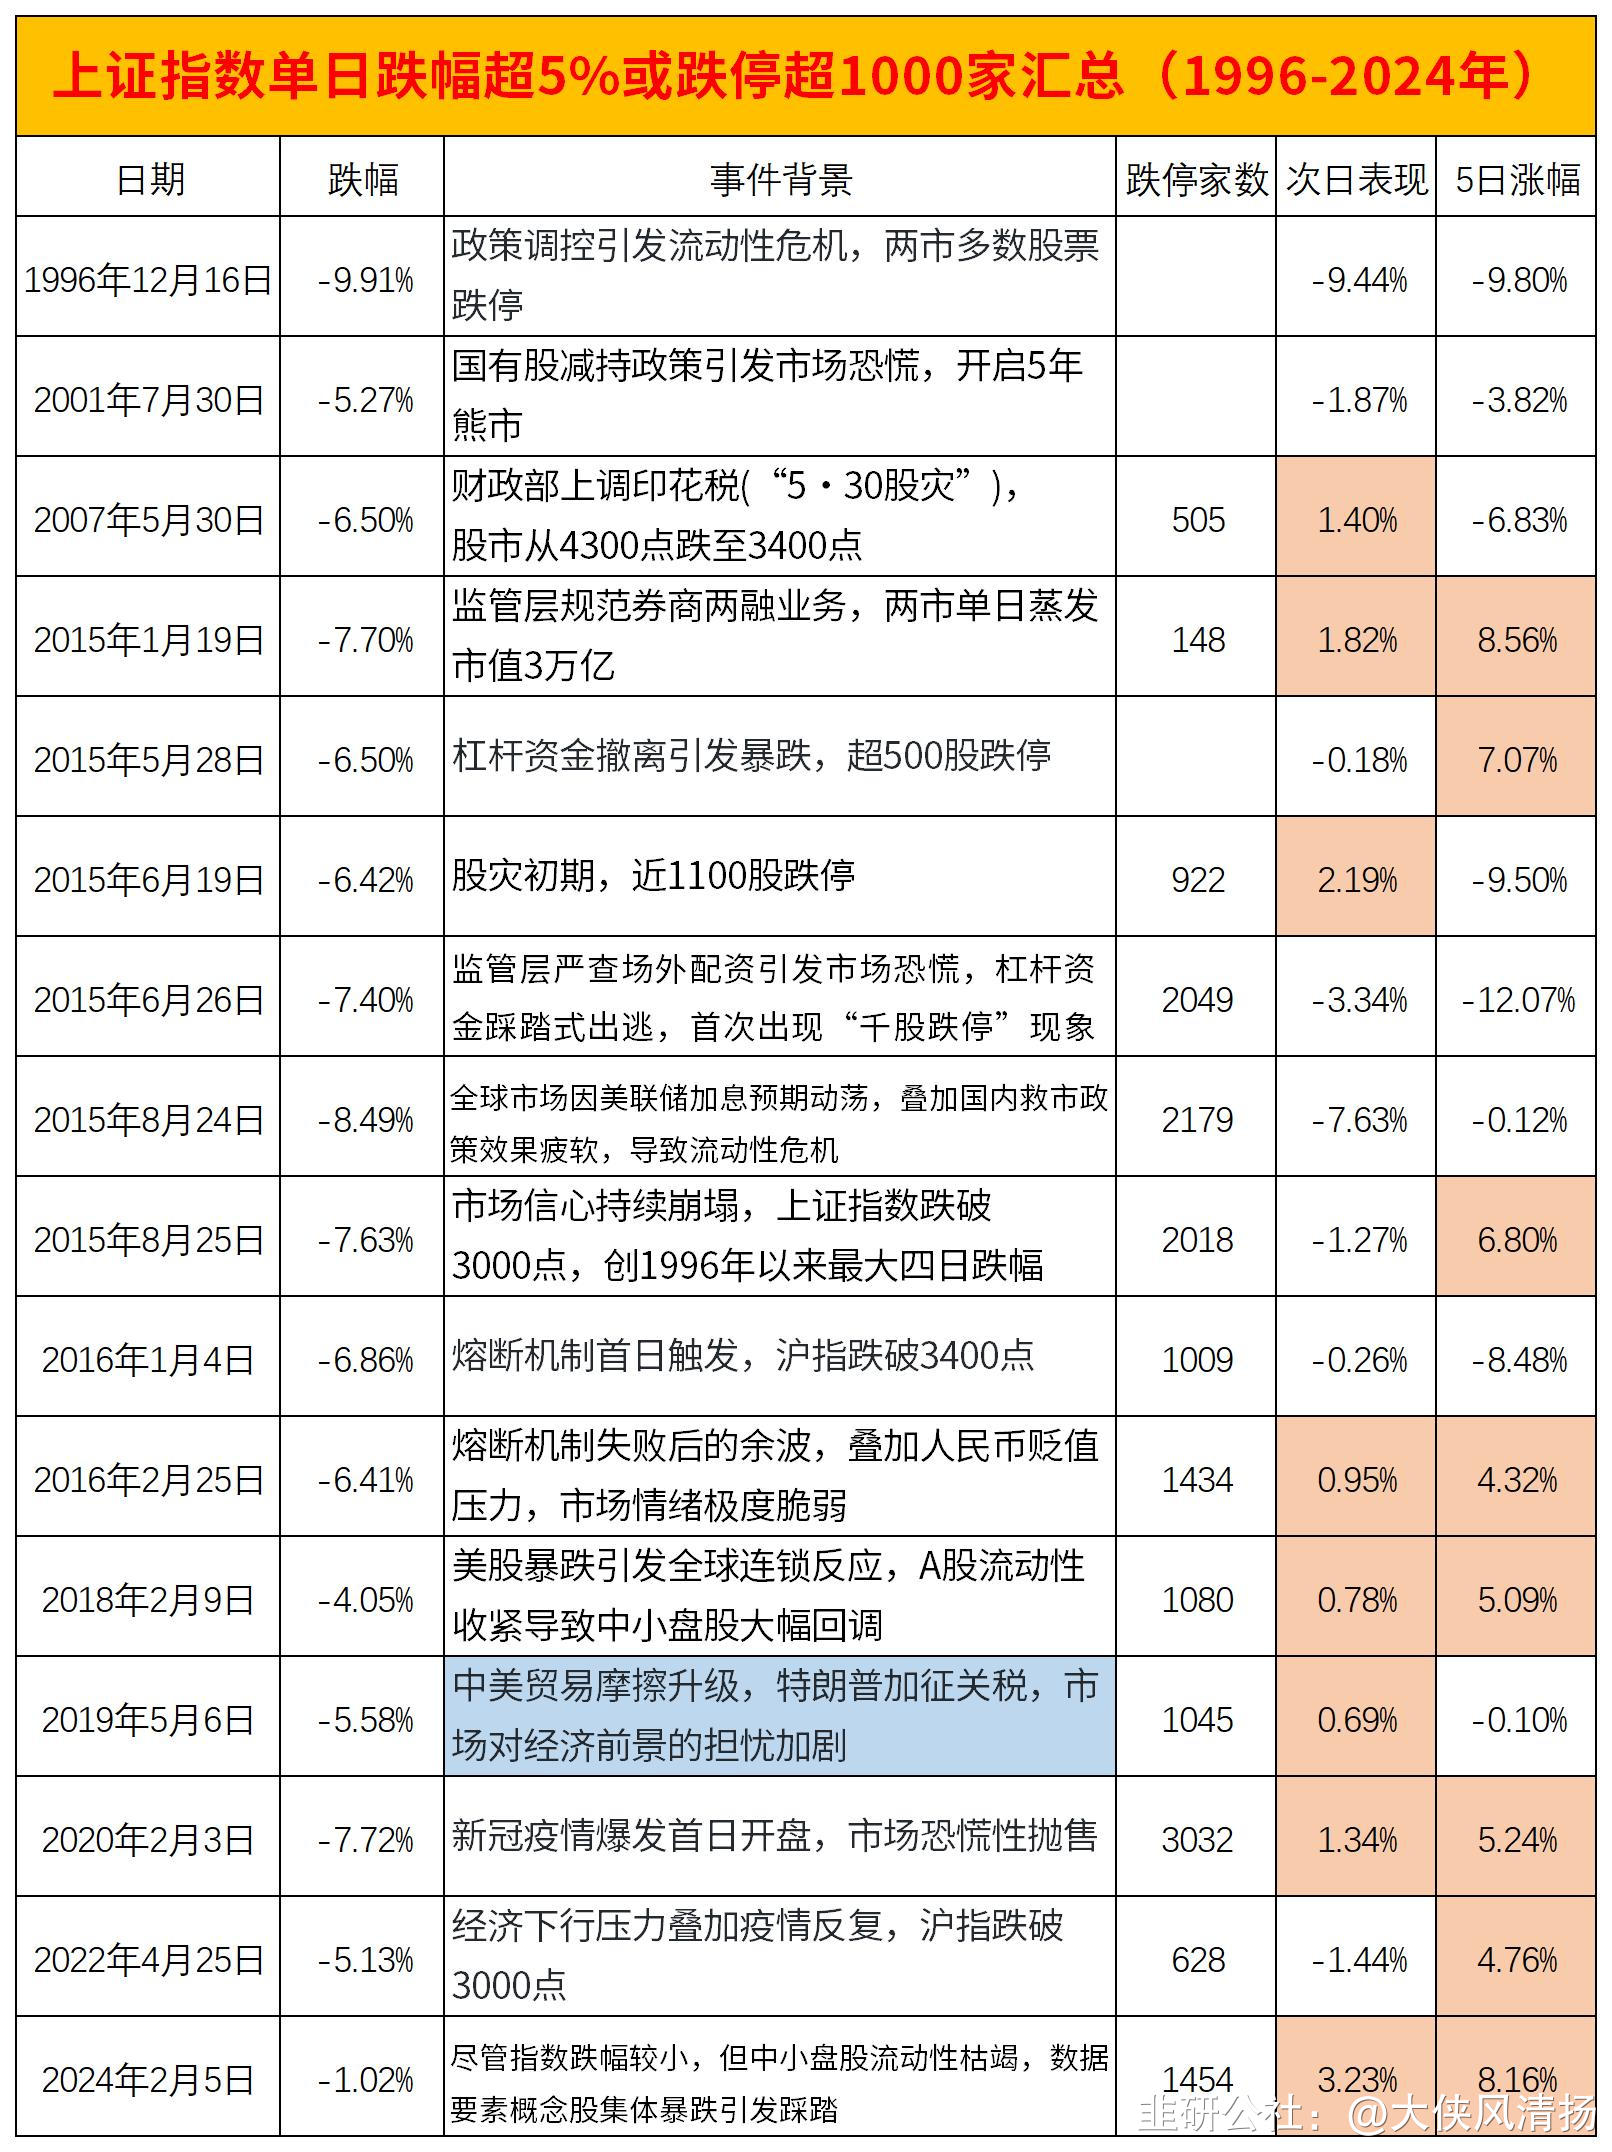 上证指数单日跌幅超5%或跌停超1000家汇总（1996-2024年）
日期 跌幅 事件背景 跌停家数 次日表现 5日涨幅
1996年12月16日 -9.91% 政策调控引发流动性危机，两市多数股票
跌停 -9.44% -9.80%
2001年7月30日 -5.27% 国有股减持政策引发市场恐慌，开启5年
熊市 -1.87% -3.82%
2007年5月30日 -6.50% 财政部上调印花税(“5·30股灾”)，
股市从4300点跌至3400点 505 1.40% -6.83%
2015年1月19日 -7.70% 监管层规范券商两融业务，两市单日蒸发
市值3万亿 148 1.82% 8.56%
2015年5月28日 -6.50% 杠杆资金撤离引发暴跌，超500股跌停 -0.18% 7.07%
2015年6月19日 -6.42% 股灾初期，近1100股跌停 922 2.19% -9.50%
2015年6月26日 -7.40% 监管层严查场外配资引发市场恐慌，杠杆资
金踩踏式出逃，首次出现“千股跌停”现象 2049 -3.34% -12.07%
2015年8月24日 -8.49% 全球市场因美联储加息预期动荡，叠加国内救市政
策效果疲软，导致流动性危机 2179 -7.63% -0.12%
2015年8月25日 -7.63% 市场信心持续崩塌，上证指数跌破
3000点，创1996年以来最大四日跌幅 2018 -1.27% 6.80%
2016年1月4日 -6.86% 熔断机制首日触发，沪指跌破3400点 1009 -0.26% -8.48%
2016年2月25日 -6.41% 熔断机制失败后的余波，叠加人民币贬值
压力，市场情绪极度脆弱 1434 0.95% 4.32%
2018年2月9日 -4.05% 美股暴跌引发全球连锁反应，A股流动性
收紧导致中小盘股大幅回调 1080 0.78% 5.09%
2019年5月6日 -5.58% 中美贸易摩擦升级，特朗普加征关税，市
场对经济前景的担忧加剧 1045 0.69% -0.10%
2020年2月3日 -7.72% 新冠疫情爆发首日开盘，市场恐慌性抛售 3032 1.34% 5.24%
2022年4月25日 -5.13% 经济下行压力叠加疫情反复，沪指跌破
3000点 628 -1.44% 4.76%
2024年2月5日 -1.02% 尽管指数跌幅较小，但中小盘股流动性枯竭，数据
要素概念股集体暴跌引发踩踏 1454 3.23% 8.16%
韭研公社：@大侠风清扬